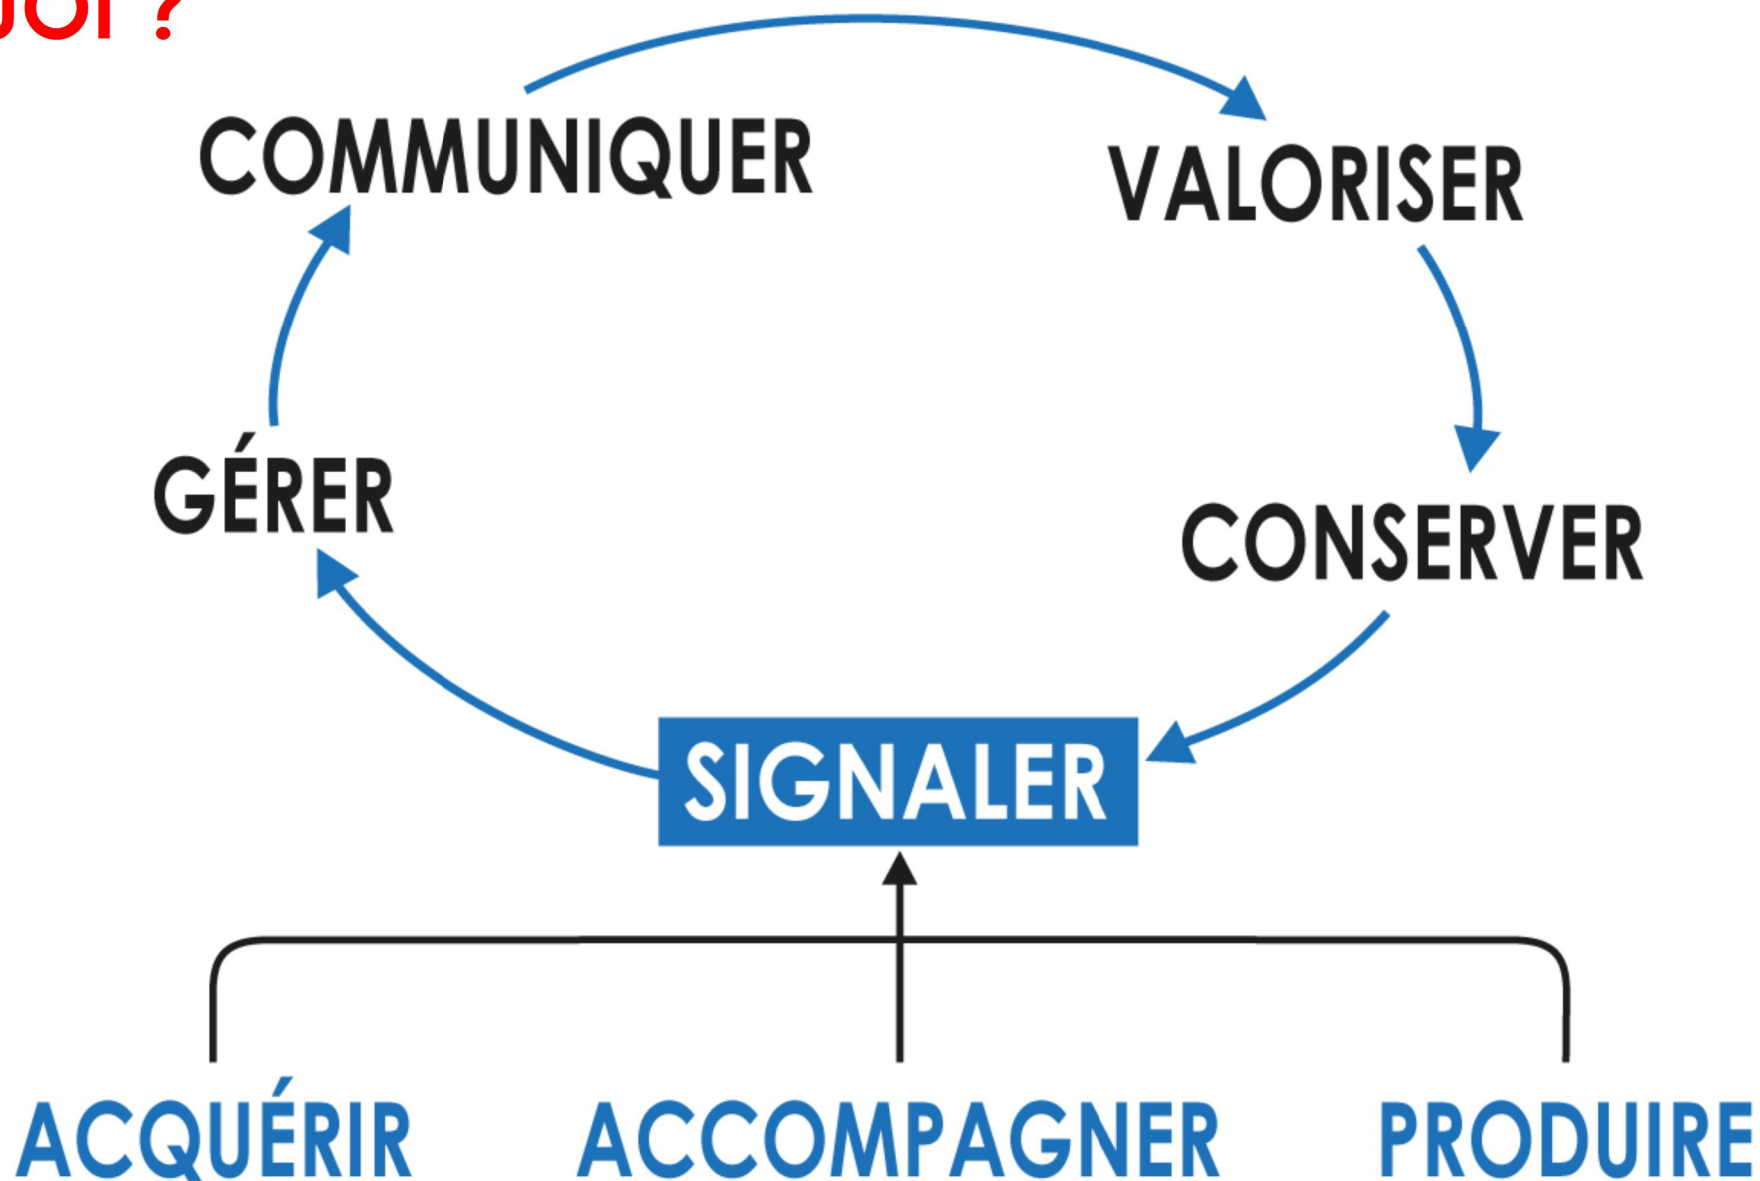 COMMUNIQUER
VALORISER
GÉRER
CONSERVER
SIGNALER
ACQUÉRIR ACCOMPAGNER PRODUIRE